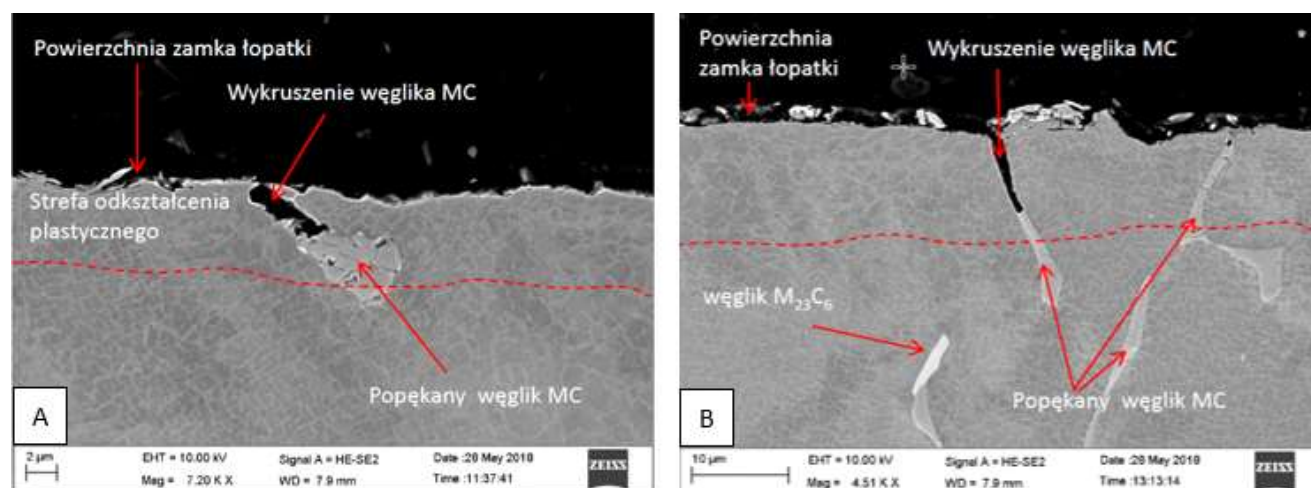 Powierzchnia zamka łopatki
Wykruszenie węglika MC
Strefa odkształcenia
plastycznego
Popękany węglik MC
A
2 µm
EHT = 10.00 kV
Signal A = HE-SE2
Date :28 May 2018
Mag = 7.20 K X
WD = 7.9 mm
Time :11:37:41
ZEISS
Powierzchnia
zamka łopatki
Wykruszenie węglika MC
węglik M₂₃C₆
Popękany węglik MC
B
10 µm
EHT = 10.00 kV
Signal A = HE-SE2
Date :28 May 2018
Mag = 4.51 K X
WD = 7.9 mm
Time :13:13:14
ZEISS